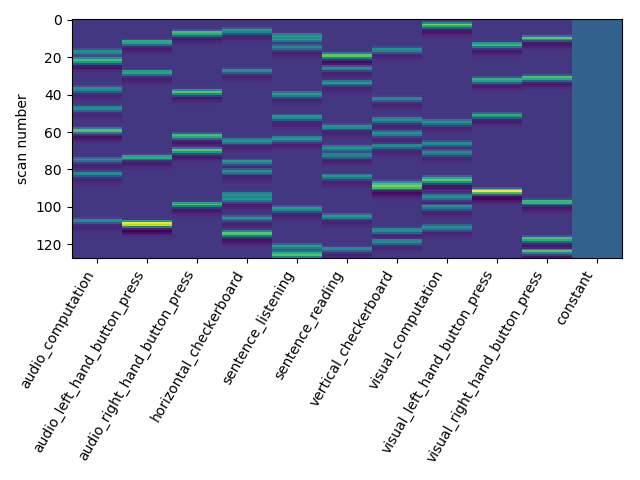 0
20
40
60
80
100
120
scan number
audio_computation
audio_left_hand_button_press
audio_right_hand_button_press
horizontal_checkerboard
sentence_listening
sentence_reading
vertical_checkerboard
visual_computation
visual_left_hand_button_press
visual_right_hand_button_press
constant